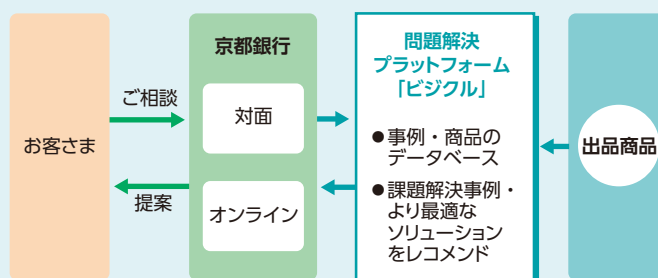 お客さま
ご相談
提案
京都銀行
対面
オンライン
問題解決
プラットフォーム
「ビジクル」
●事例・商品の
データベース
●課題解決事例・
より最適な
ソリューション
をレコメンド
出品商品